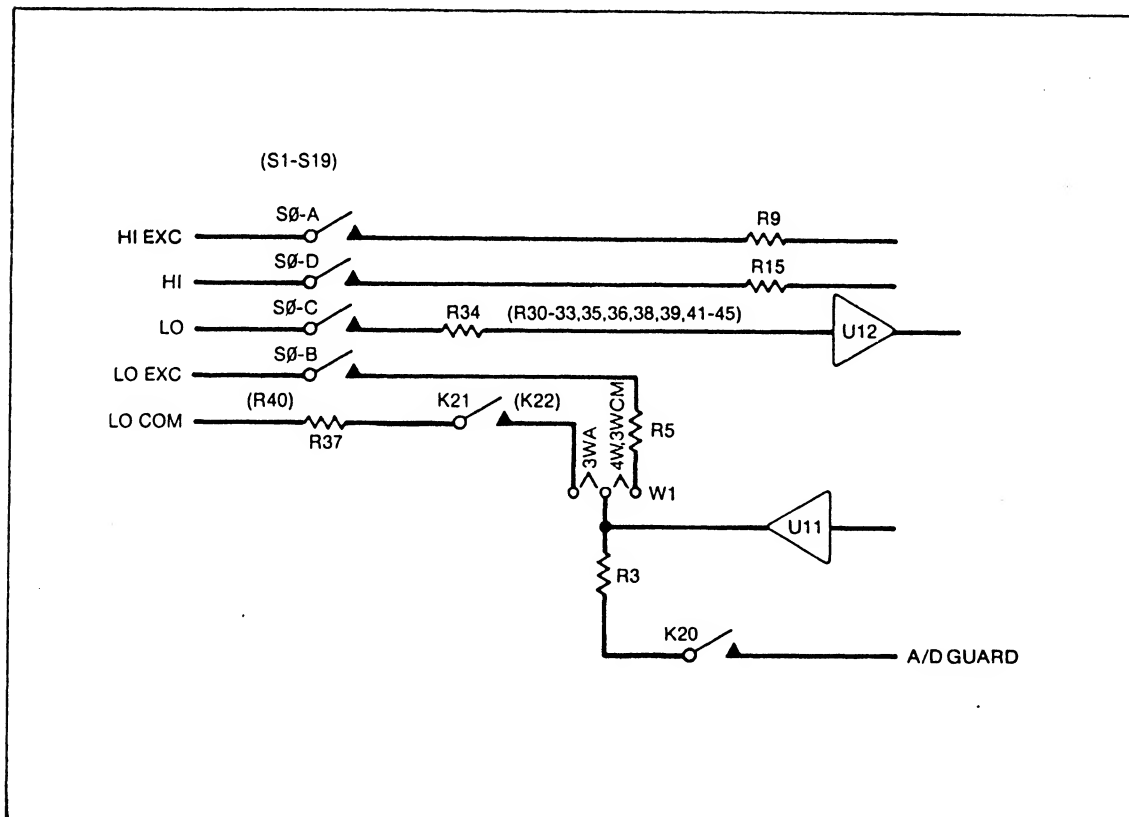 (S1-S19)
SØ-A
HI EXC
R9
SØ-D
HI
R15
SØ-C
LO
R34
(R30-33,35,36,38,39,41-45)
U12
SØ-B
LO EXC
(R40)
K21
(K22)
LO COM
R37
3WA
4W,3WCM
R5
W1
U11
R3
K20
A/D GUARD